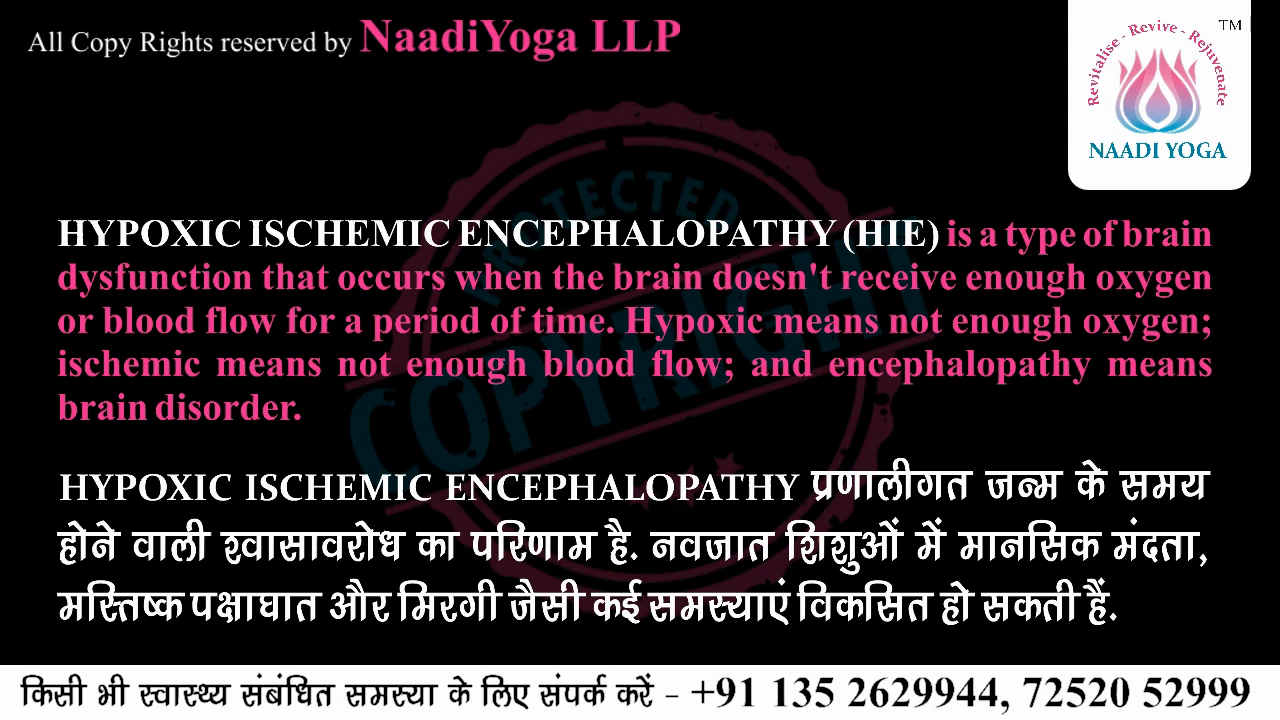 All Copy Rights reserved by NaadiYoga LLP
TM
Revitalise - Revive - Rejuvenate
NAADI YOGA
PROTECTED
COPYRIGHT
HYPOXIC ISCHEMIC ENCEPHALOPATHY (HIE) is a type of brain
dysfunction that occurs when the brain doesn't receive enough oxygen
or blood flow for a period of time. Hypoxic means not enough oxygen;
ischemic means not enough blood flow; and encephalopathy means
brain disorder.
HYPOXIC ISCHEMIC ENCEPHALOPATHY प्रणालीगत जन्म के समय
होने वाली श्वासावरोध का परिणाम है. नवजात शिशुओं में मानसिक मंदता,
मस्तिष्क पक्षाघात और मिरगी जैसी कई समस्याएं विकसित हो सकती हैं.
किसी भी स्वास्थ्य संबंधित समस्या के लिए संपर्क करें - +91 135 2629944, 72520 52999